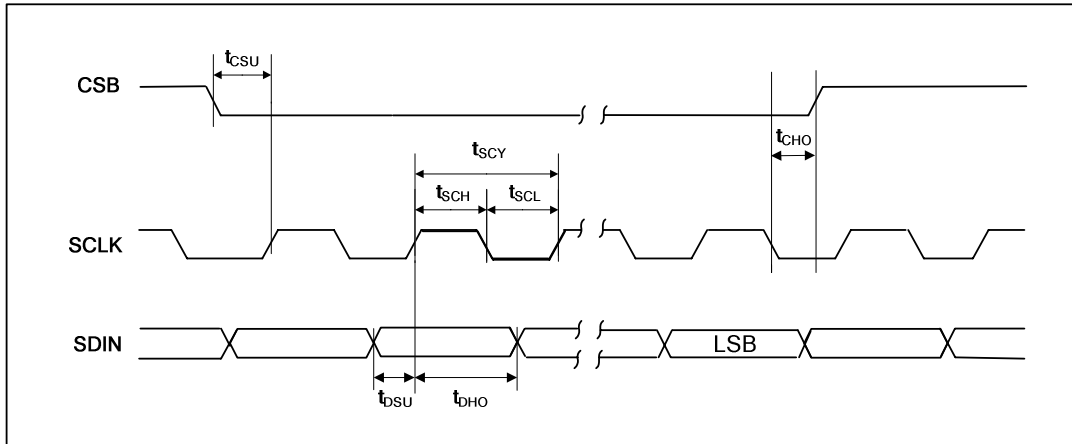 tCSU
CSB
tCHO
tSCY
tSCH tSCL
SCLK
SDIN LSB
tDSU tDHO